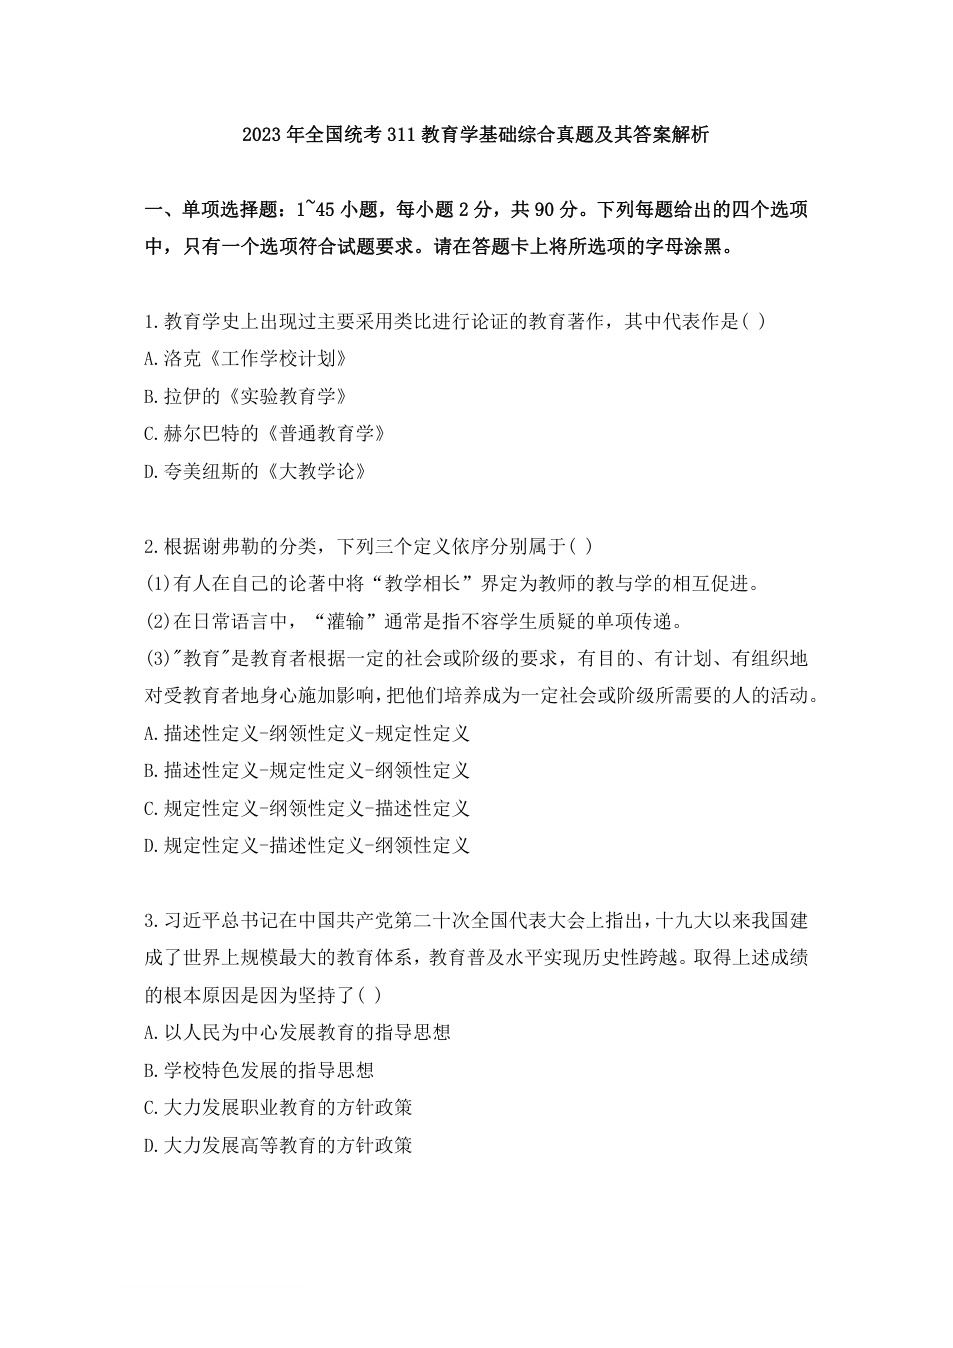 2023 年全国统考 311 教育学基础综合真题及其答案解析
一、单项选择题：1~45 小题，每小题 2 分，共 90 分。下列每题给出的四个选项
中，只有一个选项符合试题要求。请在答题卡上将所选项的字母涂黑。
1.教育学史上出现过主要采用类比进行论证的教育著作，其中代表作是( )
A.洛克《工作学校计划》
B.拉伊的《实验教育学》
C.赫尔巴特的《普通教育学》
D.夸美纽斯的《大教学论》
2.根据谢弗勒的分类，下列三个定义依序分别属于( )
(1)有人在自己的论著中将“教学相长”界定为教师的教与学的相互促进。
(2)在日常语言中，“灌输”通常是指不容学生质疑的单项传递。
(3)"教育"是教育者根据一定的社会或阶级的要求，有目的、有计划、有组织地
对受教育者地身心施加影响，把他们培养成为一定社会或阶级所需要的人的活动。
A.描述性定义-纲领性定义-规定性定义
B.描述性定义-规定性定义-纲领性定义
C.规定性定义-纲领性定义-描述性定义
D.规定性定义-描述性定义-纲领性定义
3.习近平总书记在中国共产党第二十次全国代表大会上指出，十九大以来我国建
成了世界上规模最大的教育体系，教育普及水平实现历史性跨越。取得上述成绩
的根本原因是因为坚持了( )
A.以人民为中心发展教育的指导思想
B.学校特色发展的指导思想
C.大力发展职业教育的方针政策
D.大力发展高等教育的方针政策